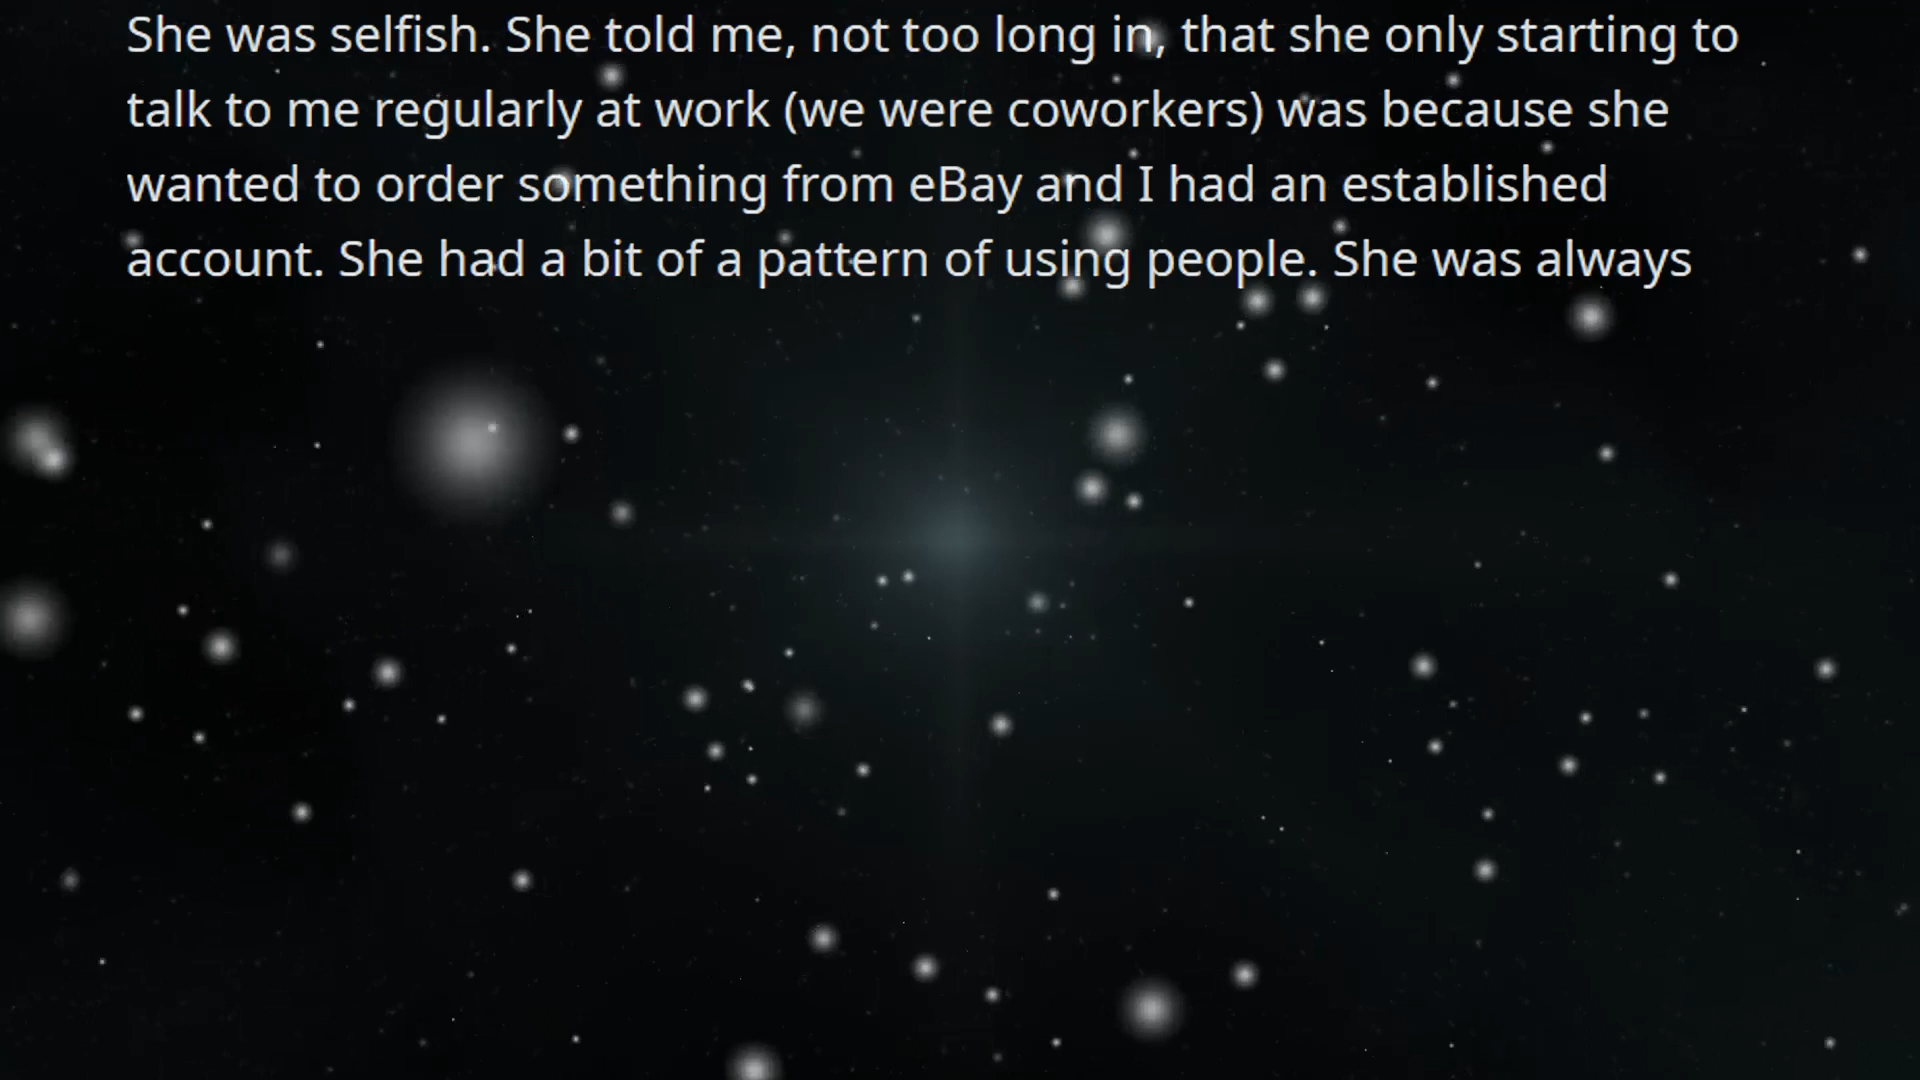 She was selfish. She told me, not too long in, that she only starting to
talk to me regularly at work (we were coworkers) was because she
wanted to order something from eBay and I had an established
account. She had a bit of a pattern of using people. She was always